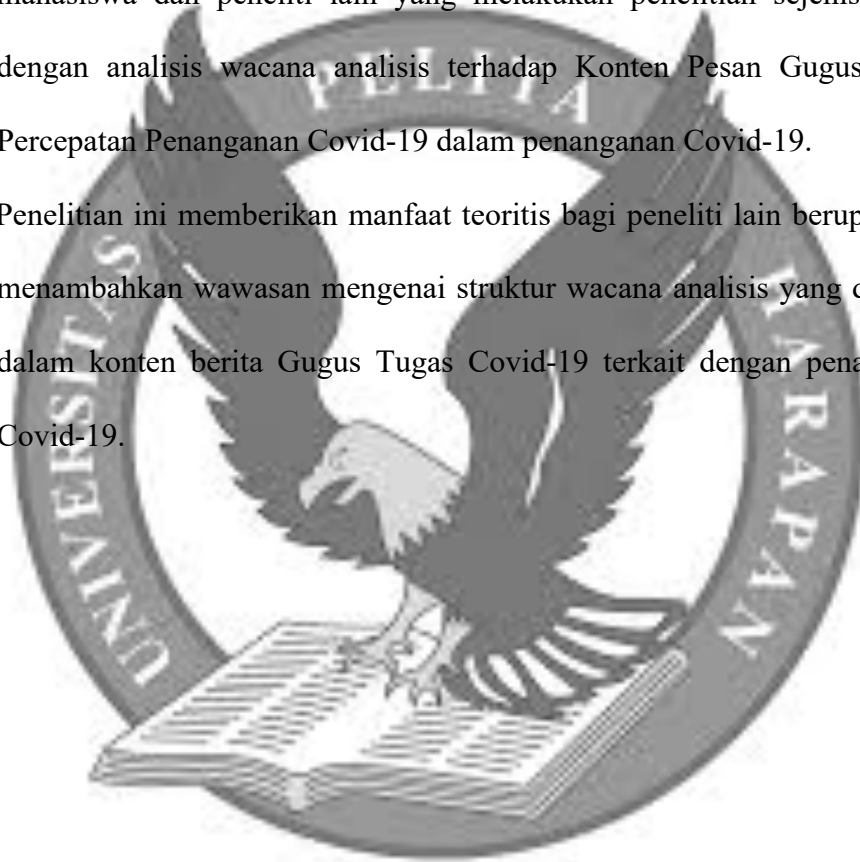 mahasiswa dan peneliti lain yang melakukan penelitian sejenis
dengan analisis wacana analisis terhadap Konten Pesan Gugus
Percepatan Penanganan Covid-19 dalam penanganan Covid-19.
Penelitian ini memberikan manfaat teoritis bagi peneliti lain berup
menambahkan wawasan mengenai struktur wacana analisis yang d
dalam konten berita Gugus Tugas Covid-19 terkait dengan pena
Covid-19.
UNIVERSITAS PELITA HARAPAN